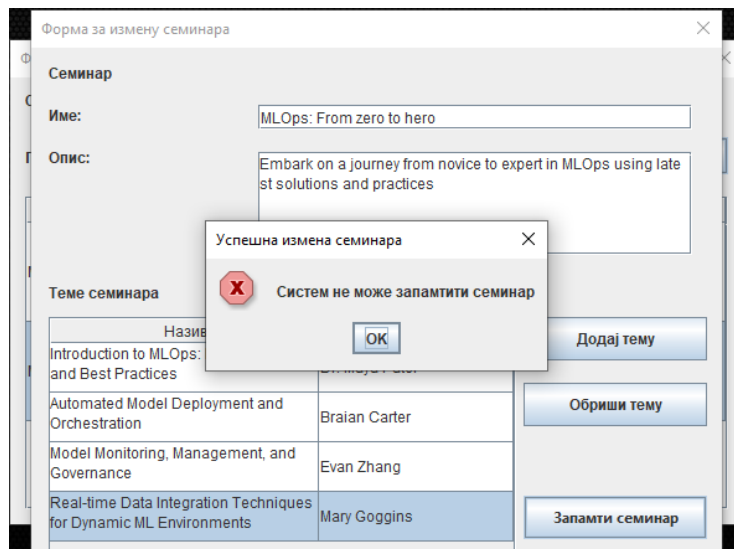 Форма за измену семинара
Семинар
Име:
MLOps: From zero to hero
Опис:
Embark on a journey from novice to expert in MLOps using late
st solutions and practices
Успешна измена семинара
Систем не може запамтити семинар
OK
Теме семинара
Назив
Introduction to MLOps:
and Best Practices
Automated Model Deployment and
Orchestration
Braian Carter
Model Monitoring, Management, and
Governance
Evan Zhang
Real-time Data Integration Techniques
for Dynamic ML Environments
Mary Goggins
Додај тему
Обриши тему
Запамти семинар